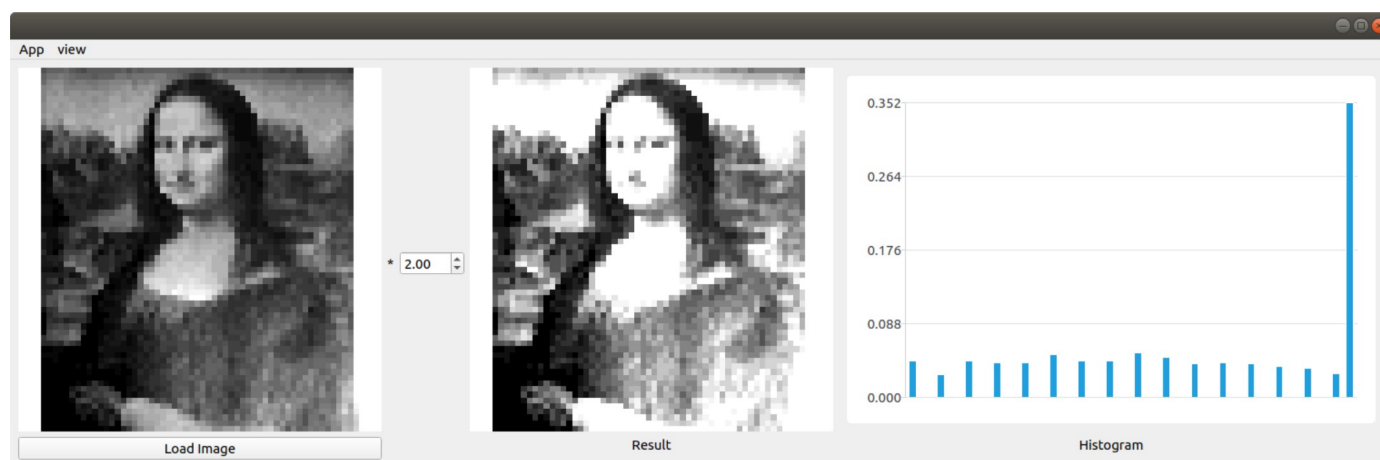 App view
* 2.00
Load Image
Result
0.352
0.264
0.176
0.088
0.000
Histogram